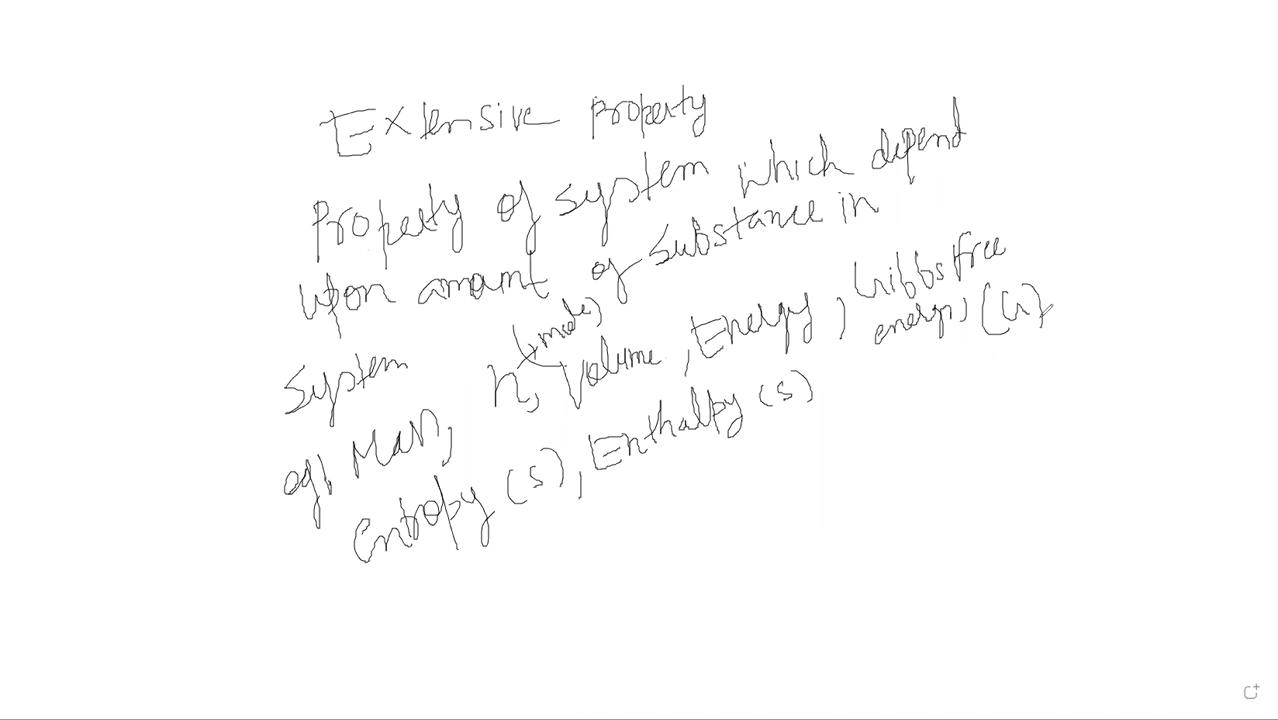 Extensive Property
Property of system which depend
upon amount of substance in
system
eg, Mass, n, (mole) Volume, Energy, Gibbs free energy, (G),
Entropy (S), Enthalpy (S)